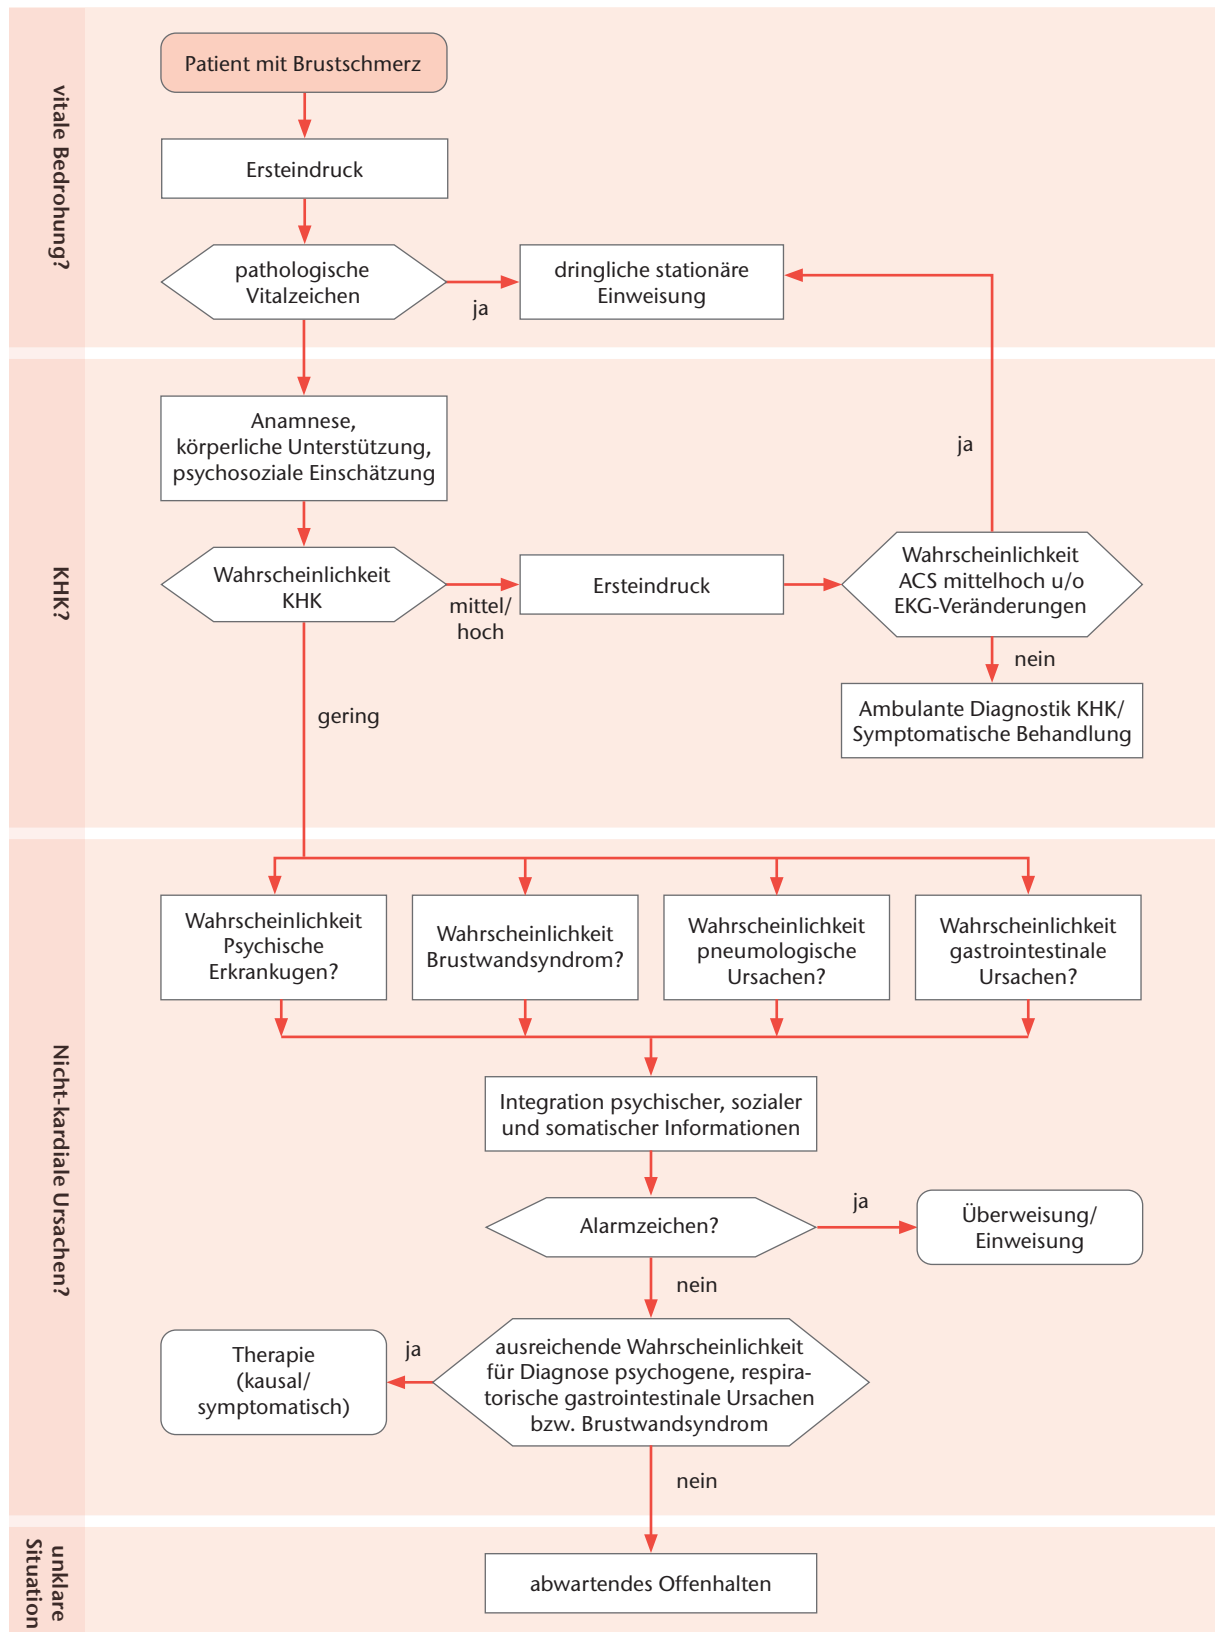 vitale Bedrohung?
Patient mit Brustschmerz
Ersteindruck
pathologische
Vitalzeichen
ja
dringliche stationäre
Einweisung
KHK?
Anamnese,
körperliche Unterstützung,
psychosoziale Einschätzung
ja
Wahrscheinlichkeit
KHK
mittel/
hoch
Ersteindruck
Wahrscheinlichkeit
ACS mittelhoch u/o
EKG-Veränderungen
nein
Ambulante Diagnostik KHK/
Symptomatische Behandlung
gering
Nicht-kardiale Ursachen?
Wahrscheinlichkeit
Psychische
Erkrankugen?
Wahrscheinlichkeit
Brustwandsyndrom?
Wahrscheinlichkeit
pneumologische
Ursachen?
Wahrscheinlichkeit
gastrointestinale
Ursachen?
Integration psychischer, sozialer
und somatischer Informationen
Alarmzeichen?
ja
Überweisung/
Einweisung
nein
ausreichende Wahrscheinlichkeit
für Diagnose psychogene, respira-
torische gastrointestinale Ursachen
bzw. Brustwandsyndrom
ja
Therapie
(kausal/
symptomatisch)
nein
unklare
Situation
abwartendes Offenhalten